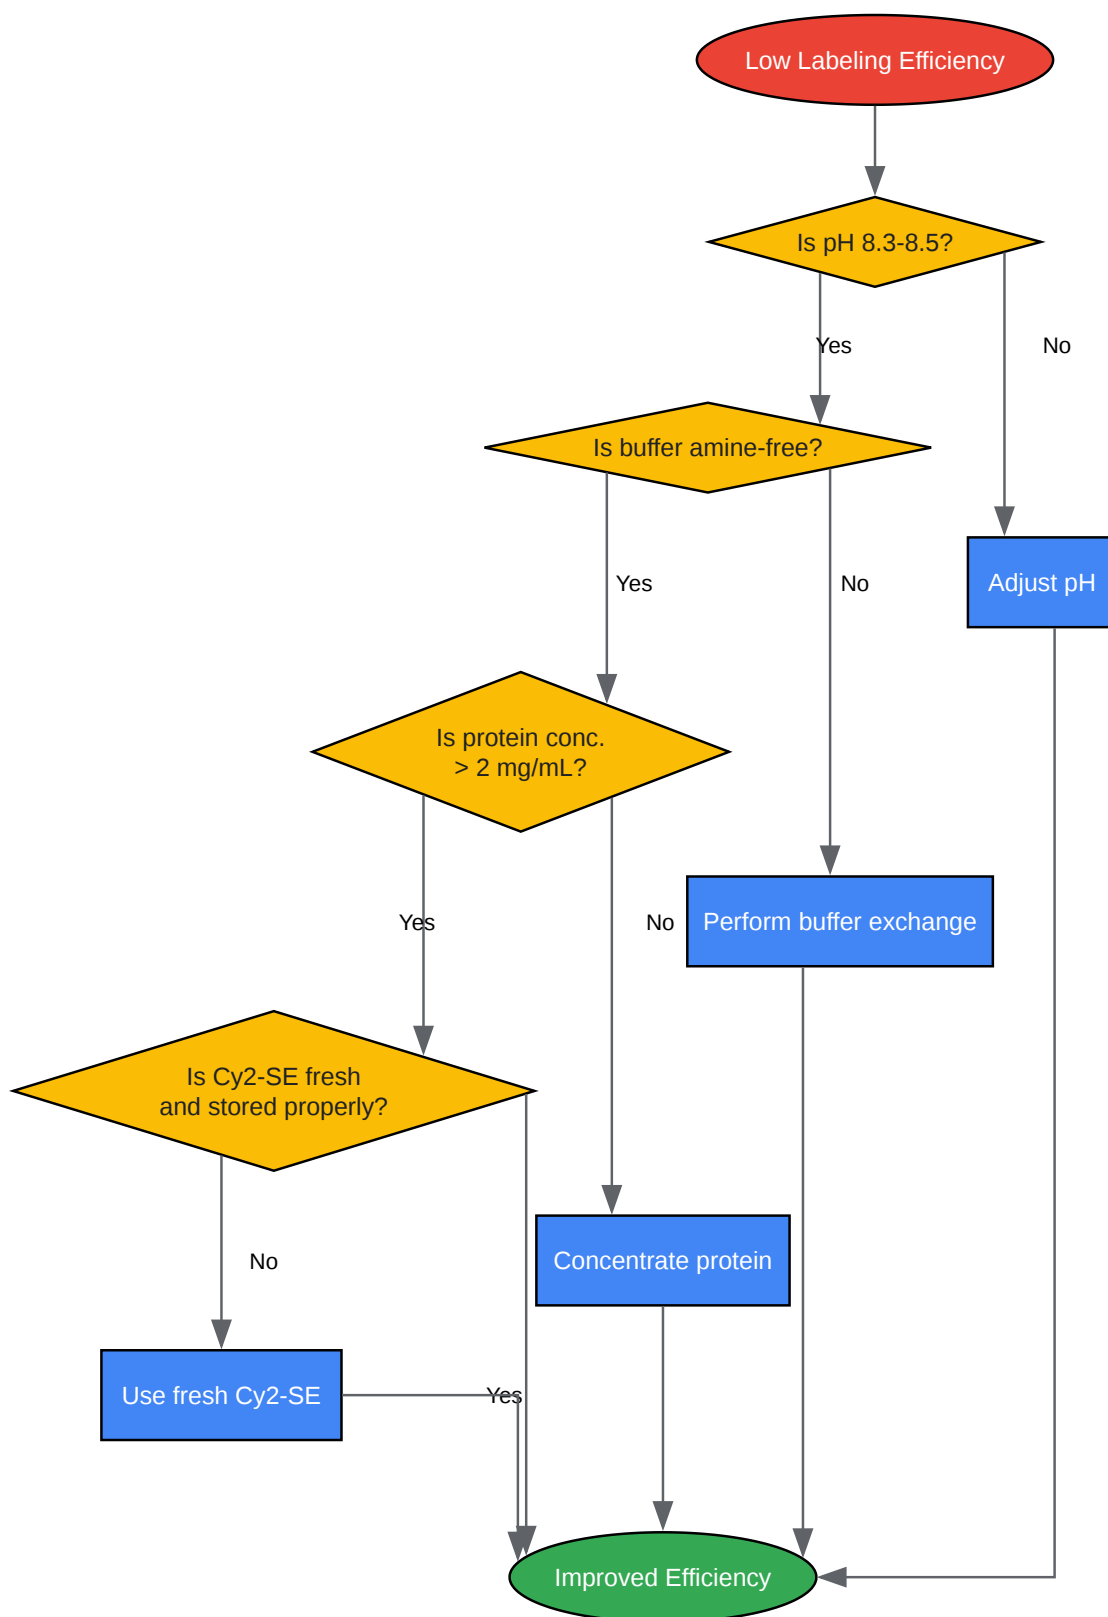 Low Labeling Efficiency
Is pH 8.3-8.5?
Yes
No
Is buffer amine-free?
Yes
No
Adjust pH
Is protein conc.
> 2 mg/mL?
Yes
No
Perform buffer exchange
Is Cy2-SE fresh
and stored properly?
No
Concentrate protein
Use fresh Cy2-SE
Yes
Improved Efficiency